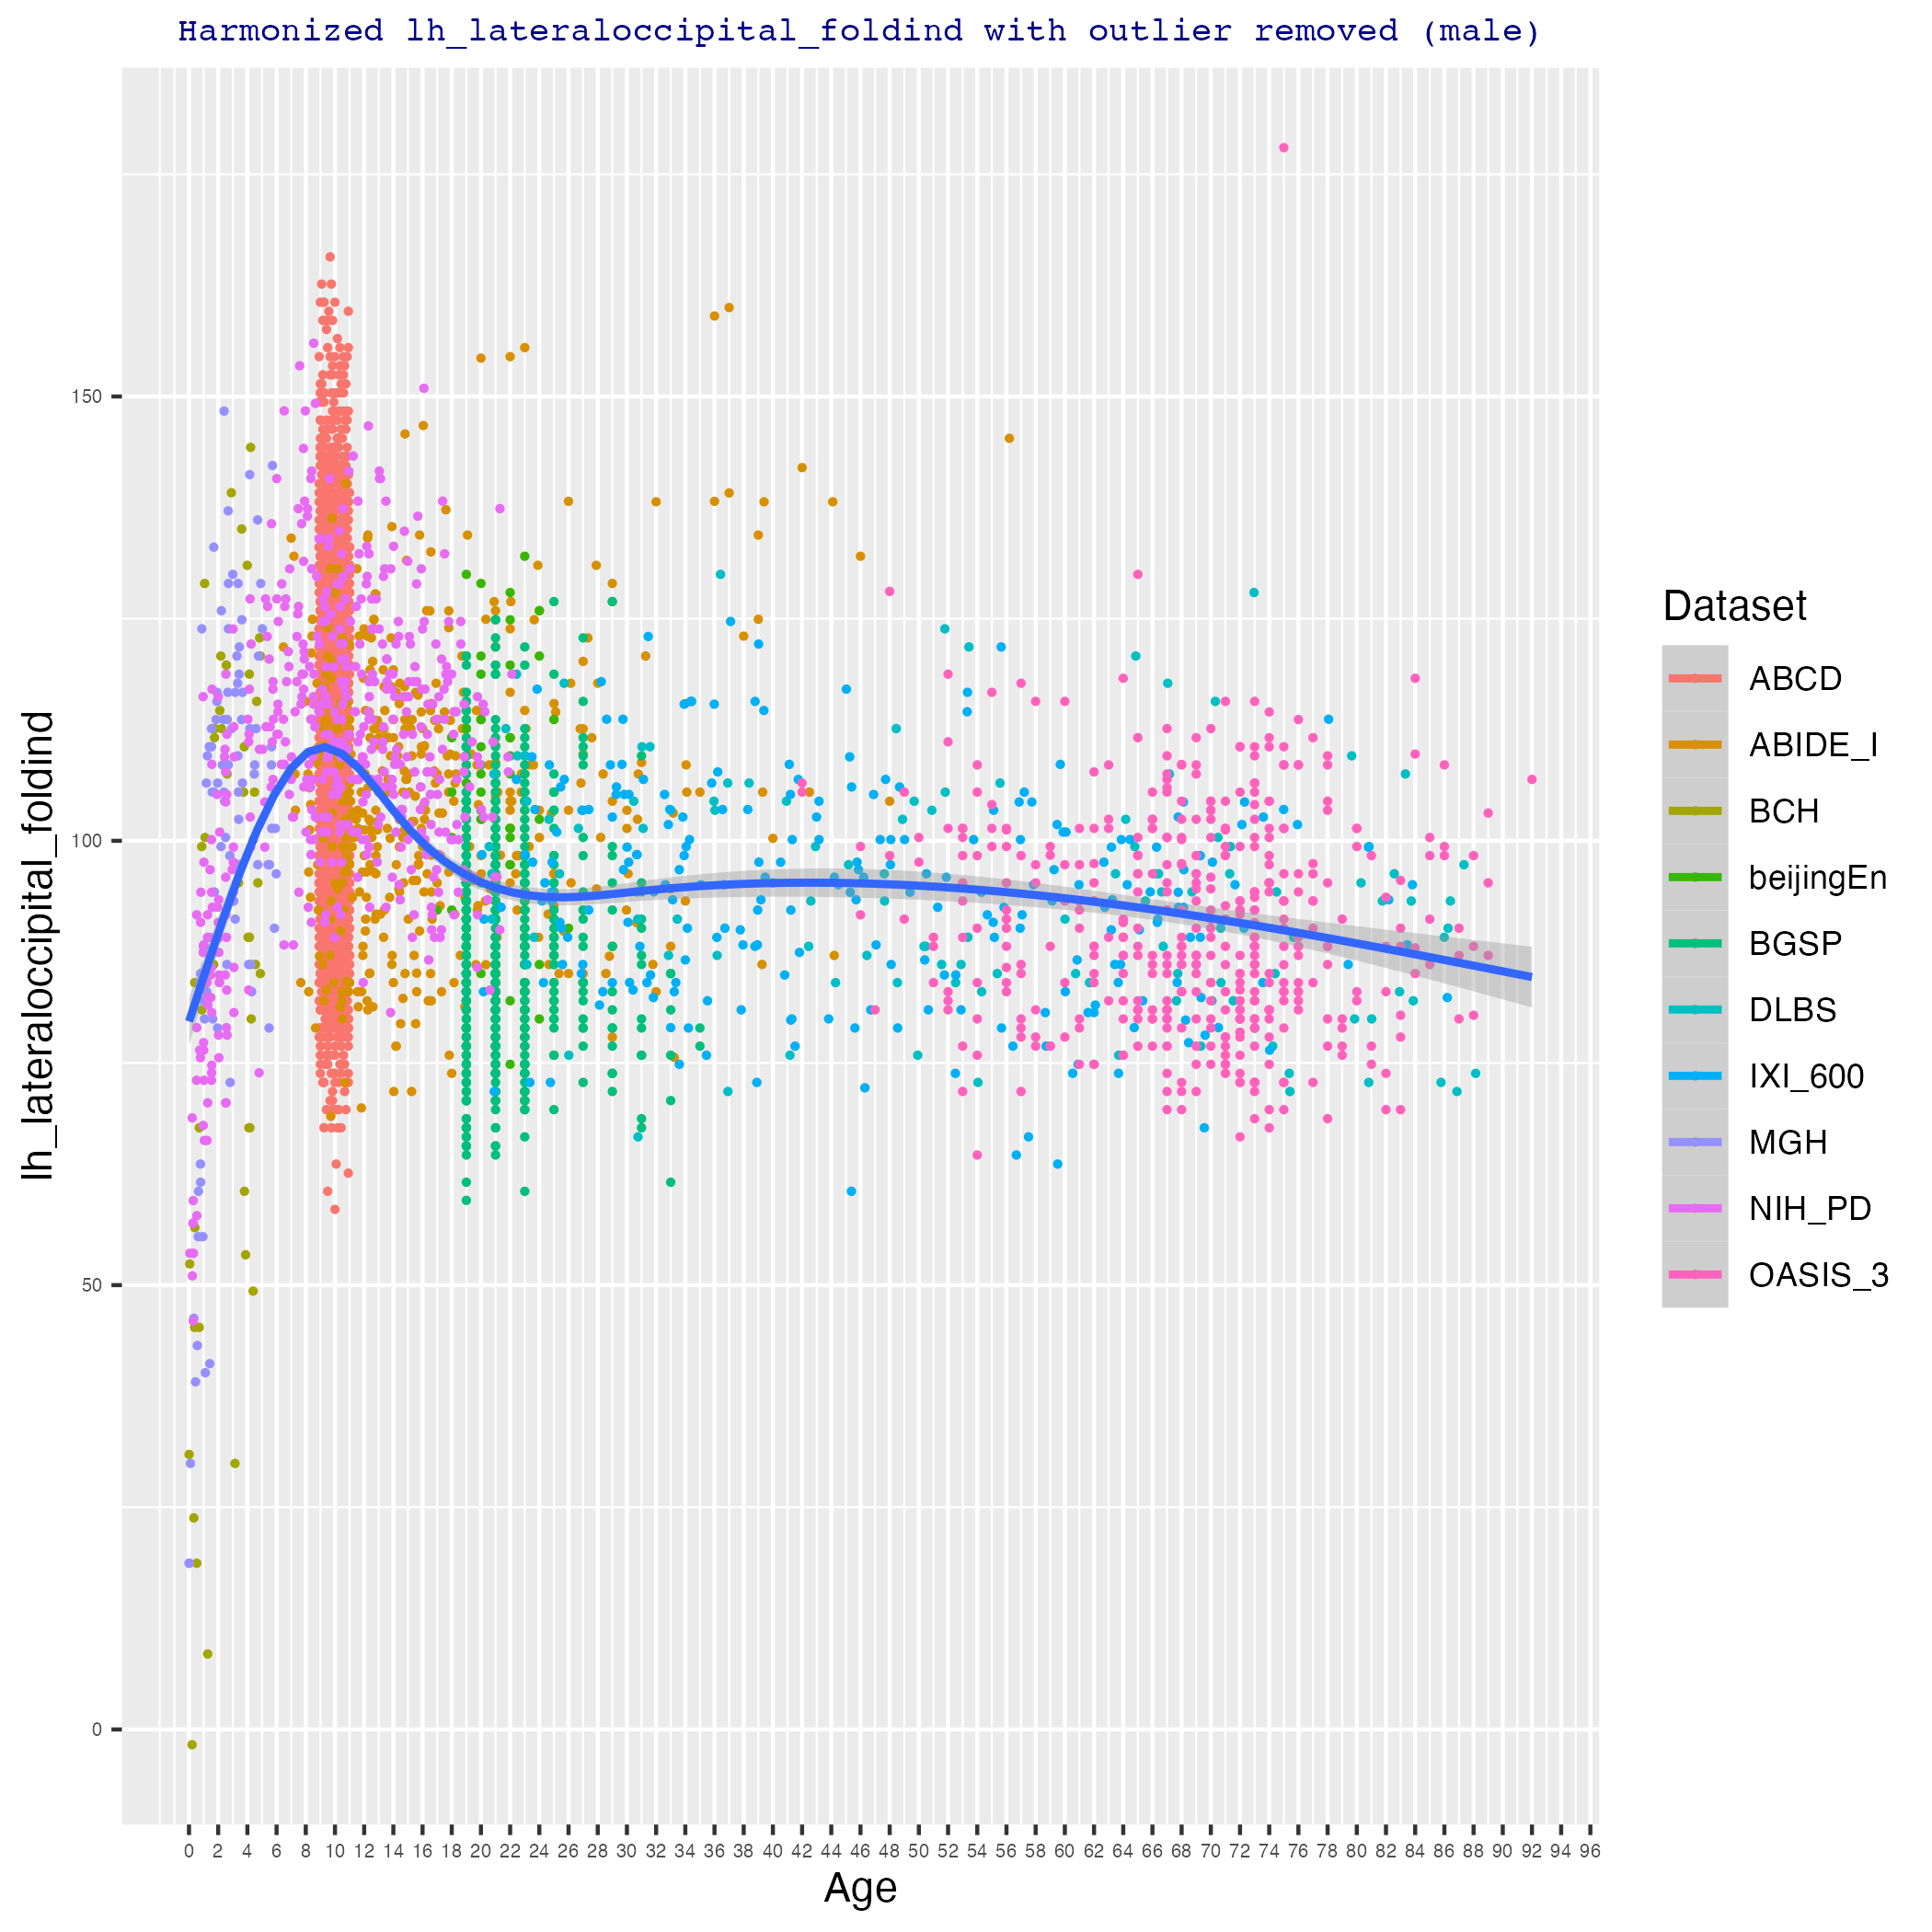 Harmonized lh_lateraloccipital_foldind with outlier removed (male)
lh_lateraloccipital_foldind
150
100
50
0
0 2 4 6 8 10 12 14 16 18 20 22 24 26 28 30 32 34 36 38 40 42 44 46 48 50 52 54 56 58 60 62 64 66 68 70 72 74 76 78 80 82 84 86 88 90 92 94 96
Age
Dataset
ABCD
ABIDE_I
BCH
beijingEn
BGSP
DLBS
IXI_600
MGH
NIH_PD
OASIS_3